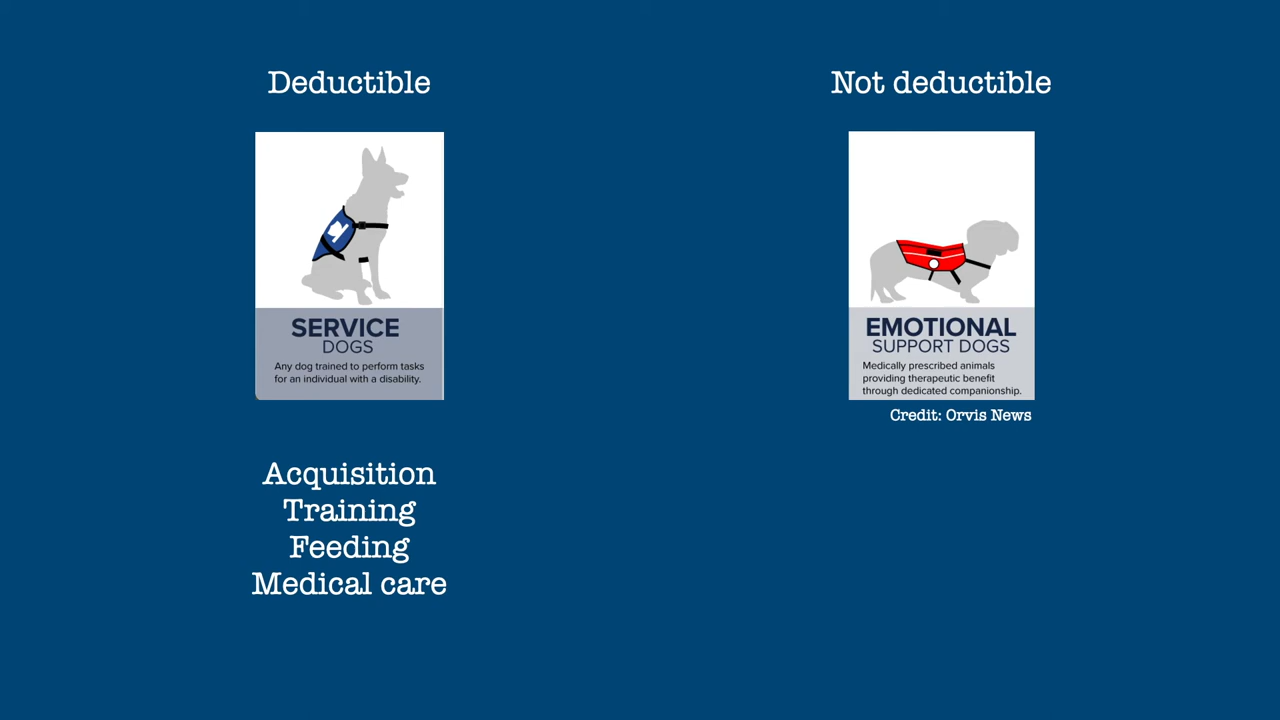 Deductible
Not deductible
SERVICE
DOGS
Any dog trained to perform tasks
for an individual with a disability.
EMOTIONAL
SUPPORT DOGS
Medically prescribed animals
providing therapeutic benefit
through dedicated companionship.
Credit: Orvis News
Acquisition
Training
Feeding
Medical care